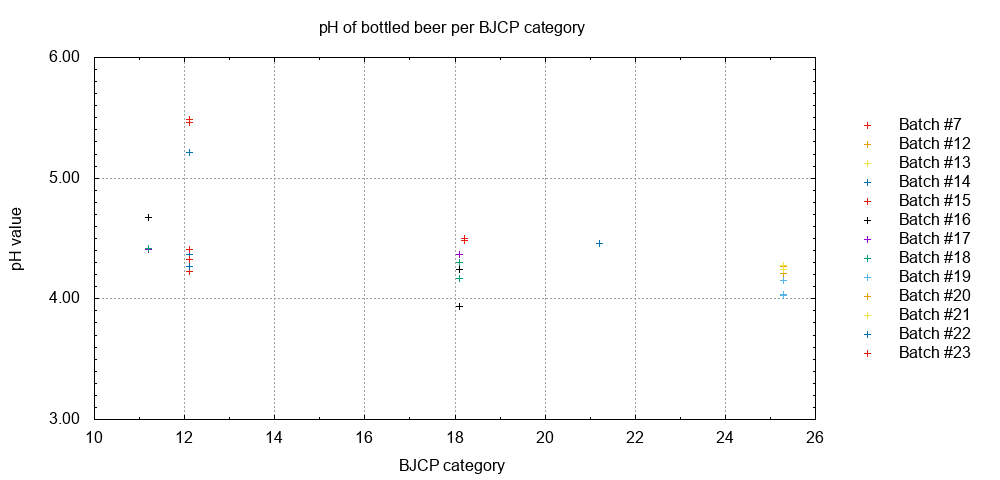 pH of bottled beer per BJCP category
6.00
5.00
4.00
3.00
pH value
10 12 14 16 18 20 22 24 26
BJCP category
Batch #7
Batch #12
Batch #13
Batch #14
Batch #15
Batch #16
Batch #17
Batch #18
Batch #19
Batch #20
Batch #21
Batch #22
Batch #23